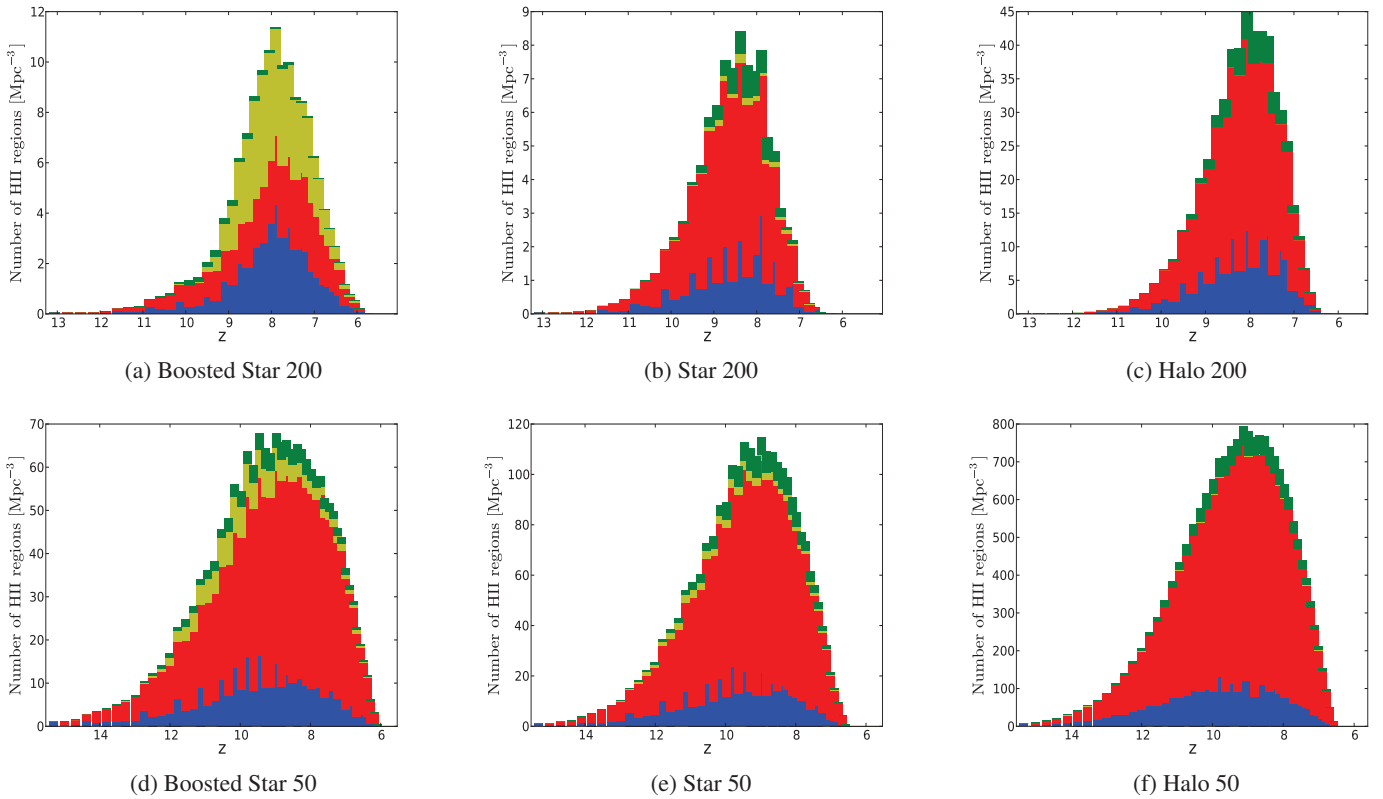 12
10
8
6
4
2
0
Number of HII regions [Mpc⁻³]
13 12 11 10 9 8 7 6
z
(a) Boosted Star 200
9
8
7
6
5
4
3
2
1
0
Number of HII regions [Mpc⁻³]
13 12 11 10 9 8 7 6
z
(b) Star 200
45
40
35
30
25
20
15
10
5
0
Number of HII regions [Mpc⁻³]
13 12 11 10 9 8 7 6
z
(c) Halo 200
70
60
50
40
30
20
10
0
Number of HII regions [Mpc⁻³]
14 12 10 8 6
z
(d) Boosted Star 50
120
100
80
60
40
20
0
Number of HII regions [Mpc⁻³]
14 12 10 8 6
z
(e) Star 50
800
700
600
500
400
300
200
100
0
Number of HII regions [Mpc⁻³]
14 12 10 8 6
z
(f) Halo 50